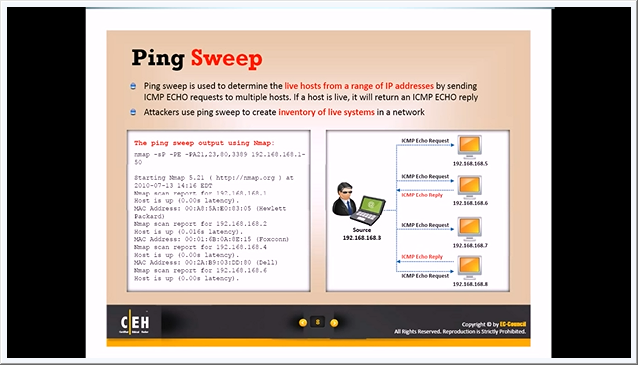 Ping Sweep
Ping sweep is used to determine the live hosts from a range of IP addresses by sending
ICMP ECHO requests to multiple hosts. If a host is live, it will return an ICMP ECHO reply
Attackers use ping sweep to create inventory of live systems in a network
The ping sweep output using Nmap:
nmap -sP -PE -PA21,23,80,3389 192.168.168.1-
50
Starting Nmap 5.21 ( http://nmap.org ) at
2010-07-13 14:16 EDT
Nmap scan report for 192.168.168.1
Host is up (0.00s latency).
MAC Address: 00:A8:5A:E0:83:05 (Hewlett
Packard)
Nmap scan report for 192.168.168.2
Host is up (0.016s latency).
MAC Address: 00:01:6B:0A:8E:15 (Foxconn)
Nmap scan report for 192.168.168.4
Host is up (0.00s latency).
MAC Address: 00:2A:B9:03:DD:80 (Dell)
Nmap scan report for 192.168.168.6
Host is up (0.00s latency).
ICMP Echo Request
192.168.168.5
ICMP Echo Request
ICMP Echo Reply
192.168.168.6
Source
192.168.168.3
ICMP Echo Request
192.168.168.7
ICMP Echo Reply
ICMP Echo Request
192.168.168.8
CEH
8
Copyright © by EC-Council
All Rights Reserved. Reproduction is Strictly Prohibited.